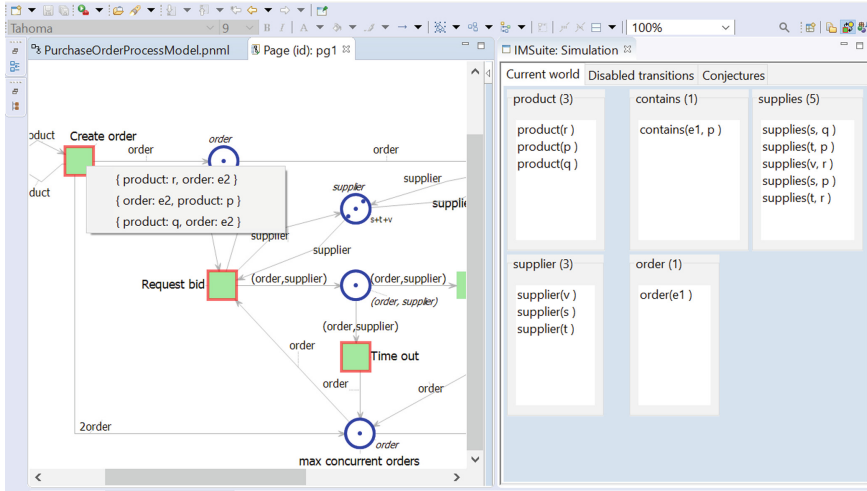 Tahoma 9 B I A 100%
PurchaseOrderProcessModel.pnml Page (id): pg1
IMSuite: Simulation
Current world Disabled transitions Conjectures
product (3)
product(r )
product(p )
product(q )
contains (1)
contains(e1, p )
supplies (5)
supplies(s, q )
supplies(t, p )
supplies(v, r )
supplies(s, p )
supplies(t, r )
supplier (3)
supplier(v )
supplier(s )
supplier(t )
order (1)
order(e1 )
oduct
Create order
order
order
order
duct
{ product: r, order: e2 }
{ order: e2, product: p }
{ product: q, order: e2 }
supplier
supplier
supplie
s+t+v
supplier
supplier
Request bid
(order,supplier)
(order,supplier)
(order, supplier)
(order,supplier)
order
Time out
order
order
2order
order
max concurrent orders